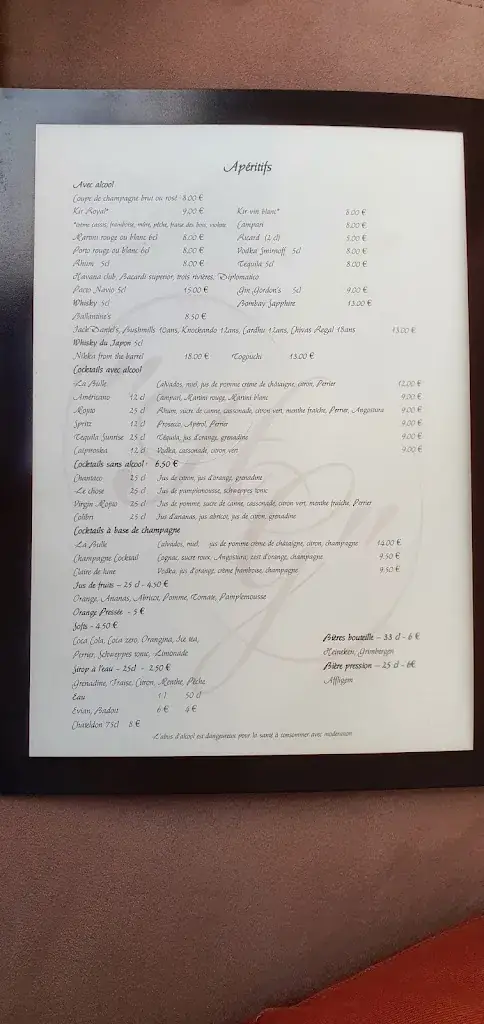 Apéritifs
Avec alcool
Coupe de champagne brut ou rosé 8.00 €
Kir Royal* 9.00 € Kir vin blanc* 8.00 €
*crème cassis, framboise, mûre, pêche, fraise des bois, violette Campari 8.00 €
Martini rouge ou blanc 6cl 8.00 € Ricard (2 cl) 5.00 €
Porto rouge ou blanc 6cl 8.00 € Vodka Smirnoff 5cl 8.00 €
Rhum 5cl 8.00 € Tequila 5cl 8.00 €
Havana club, Bacardi superior, trois rivières, Diplomatico
Pacto Navio 5cl 15.00 € Gin Gordon's 5cl 9.00 €
Whisky 5cl Bombay Sapphire 13.00 €
Ballantine's 8.50 €
Jack Daniel's, Bushmills 10ans, Knockando 12ans, Cardhu 12ans, Chivas Regal 18ans 13.00 €
Whisky du Japon 5cl
Nikka from the barrel 18.00 € Togouchi 13.00 €
Cocktails avec alcool
La Bulle Calvados, miel, jus de pomme crème de châtaigne, citron, Perrier 12.00 €
Américano 12 cl Campari, Martini rouge, Martini blanc 9.00 €
Mojito 25 cl Rhum, sucre de canne, cassonade, citron vert, menthe fraîche, Perrier, Angostura 9.00 €
Spritz 12 cl Prosecco, Apérol, Perrier 9.00 €
Tequila Sunrise 25 cl Tequila, jus d'orange, grenadine 9.00 €
Caïpiroska 12 cl Vodka, cassonade, citron vert 9.00 €
Cocktails sans alcool - 6.50 €
Chantaco 25 cl Jus de citron, jus d'orange, grenadine
Le chose 25 cl Jus de pamplemousse, schweppes tonic
Virgin Mojito 25 cl Jus de pomme, sucre de canne, cassonade, citron vert, menthe fraîche, Perrier
Colibri 25 cl Jus d'ananas, jus abricot, jus de citron, grenadine
Cocktails à base de champagne
La Bulle Calvados, miel, jus de pomme crème de châtaigne, citron, champagne 14.00 €
Champagne Cocktail Cognac, sucre roux, Angostura, zest d'orange, champagne 9.50 €
Claire de lune Vodka, jus d'orange, crème framboise, champagne 9.50 €
Jus de fruits – 25 cl - 4.50 €
Orange, Ananas, Abricot, Pomme, Tomate, Pamplemousse
Orange Pressée - 5 €
Softs - 4.50 €
Coca Cola, Coca zero, Orangina, Ice tea,
Perrier, Schweppes tonic, Limonade
Sirop à l'eau – 25cl - 2.50 €
Grenadine, Fraise, Citron, Menthe, Pêche
Eau 1 l 50 cl
Evian, Badoit 6 € 4 €
Chateldon 75cl 8 €
Bières bouteille – 33 cl - 6 €
Heineken, Grimbergen
Bière pression – 25 cl - 6€
Affligem
L'abus d'alcool est dangereux pour la santé à consommer avec modération